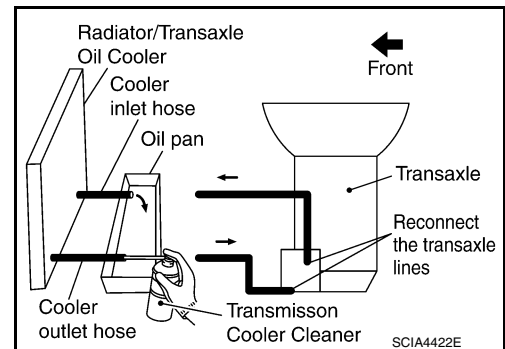 Radiator/Transaxle
Oil Cooler
Cooler
inlet hose
Oil pan
Front
Transaxle
Reconnect
the transaxle
lines
Cooler
outlet hose
Transmisson
Cooler Cleaner
SCIA4422E